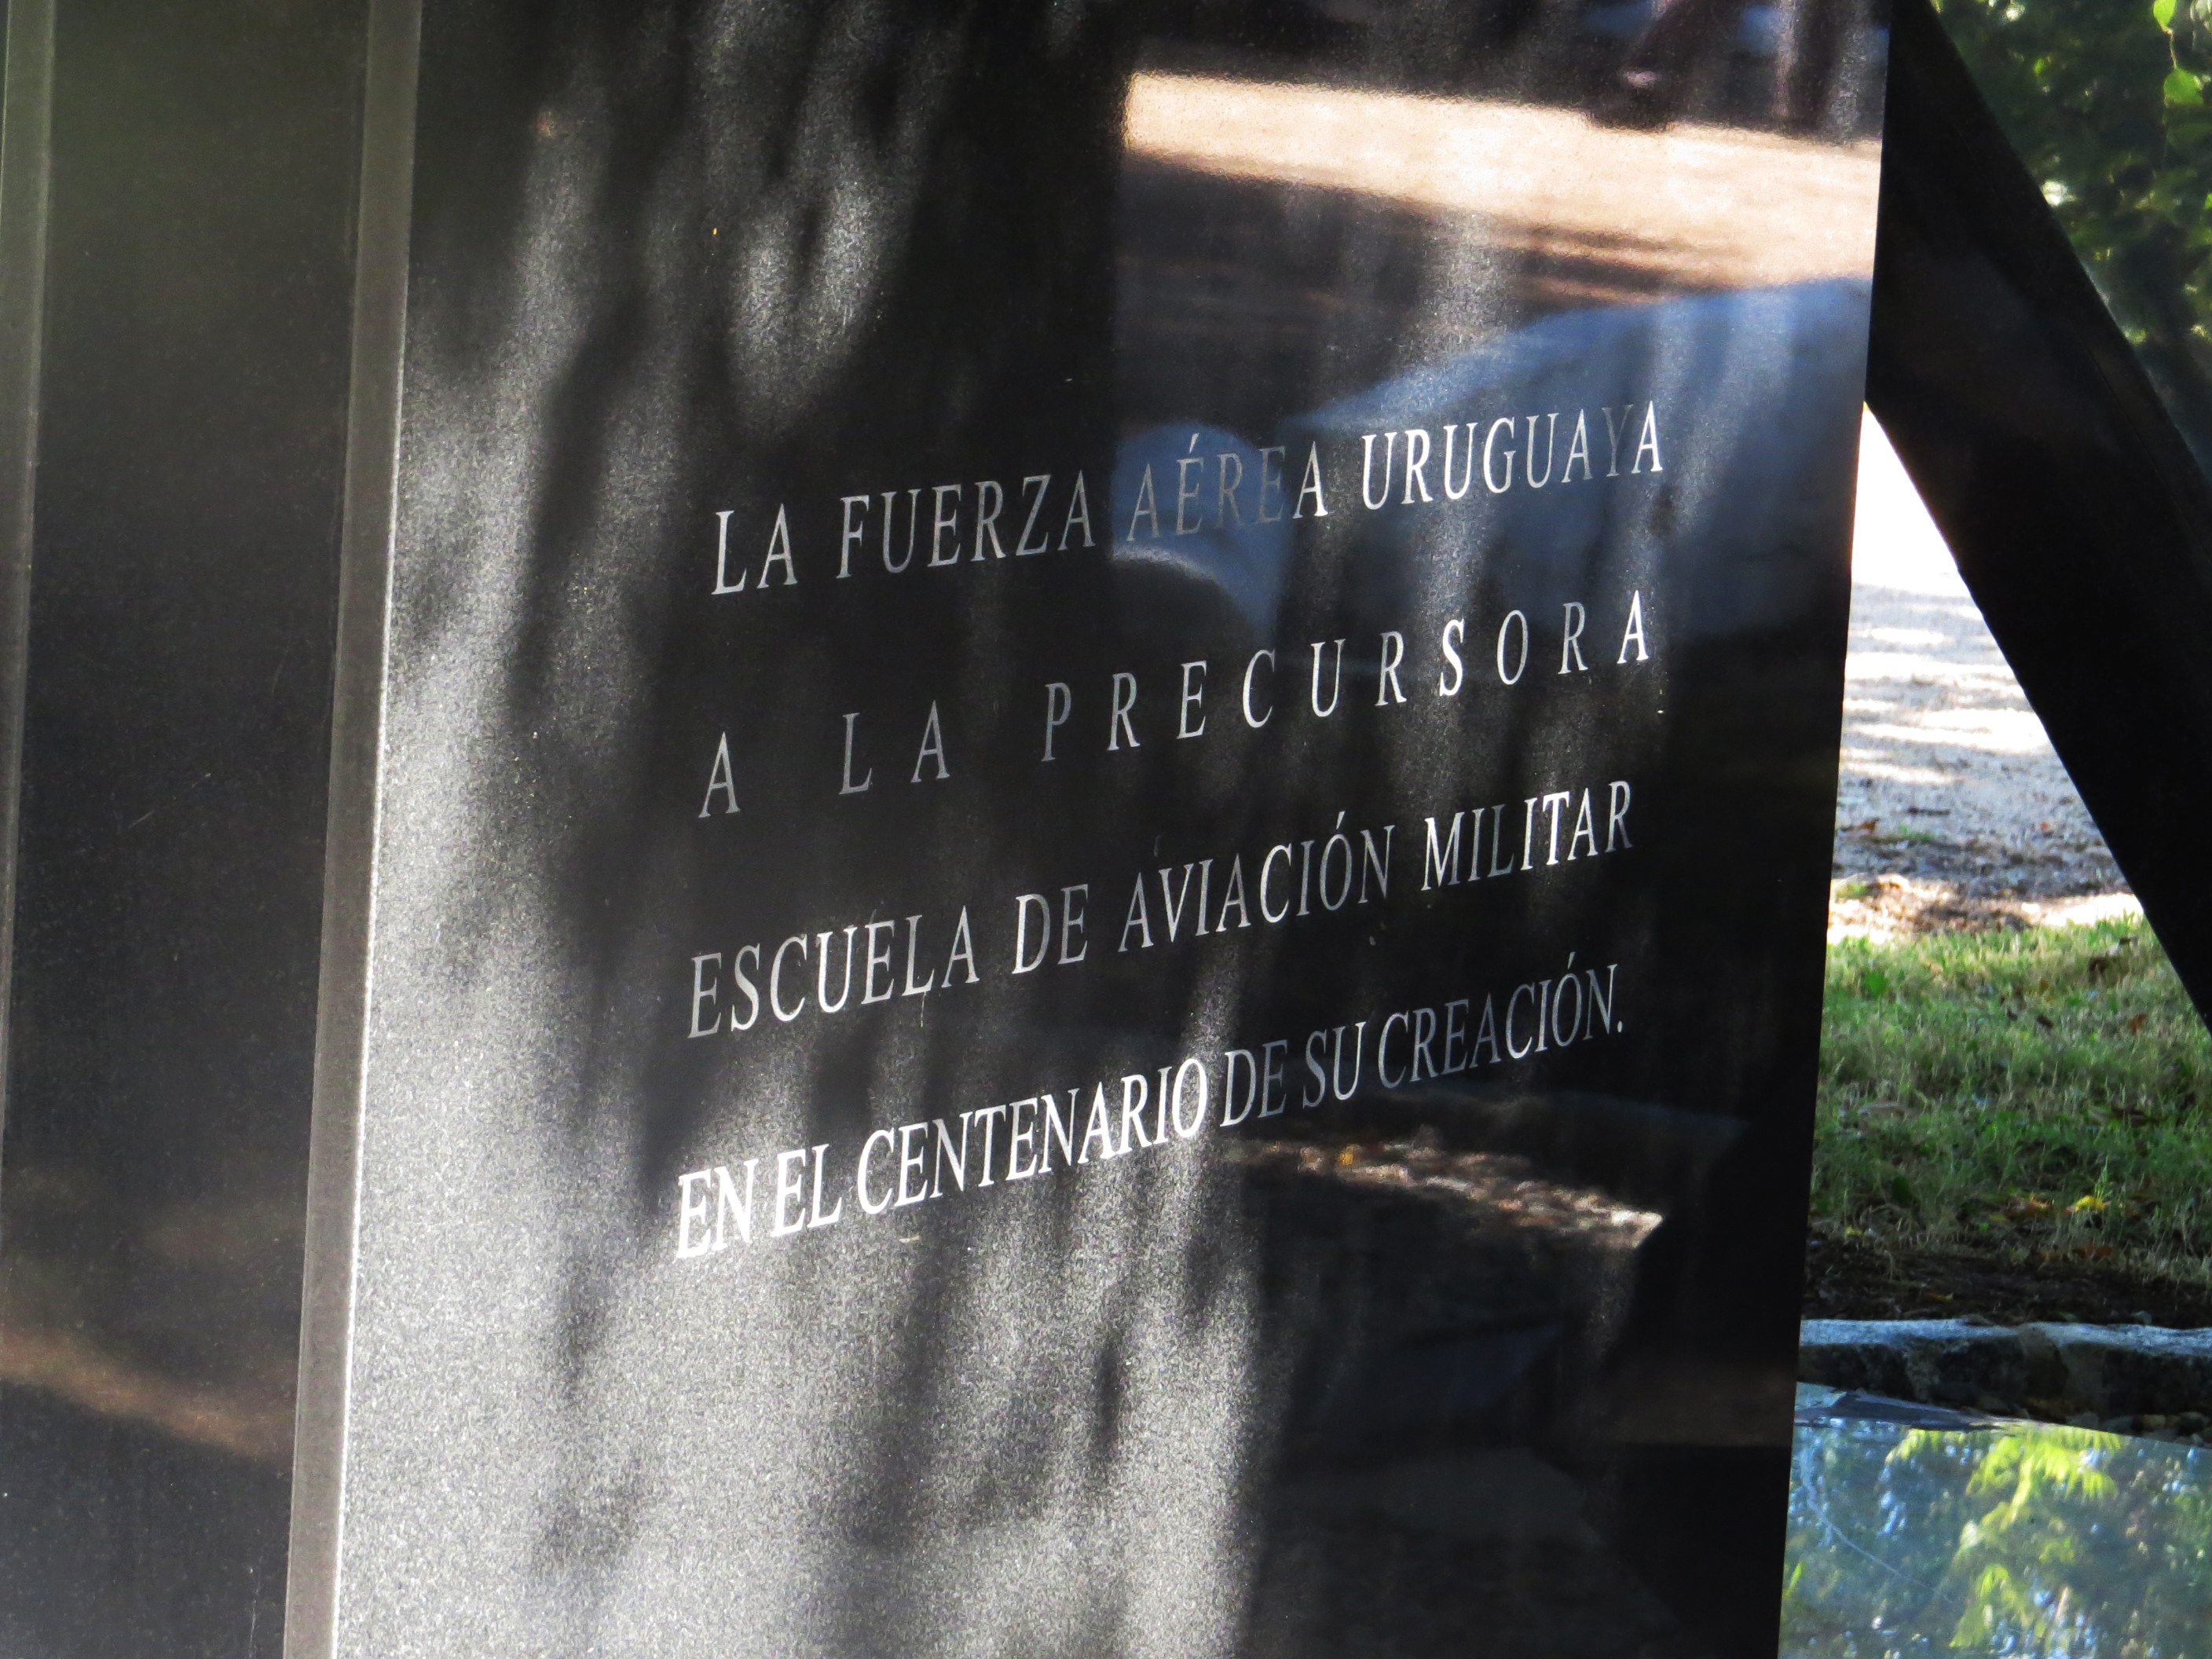 LA FUERZA AÉREA URUGUAYA
A LA PRECURSORA
ESCUELA DE AVIACIÓN MILITAR
EN EL CENTENARIO DE SU CREACIÓN.